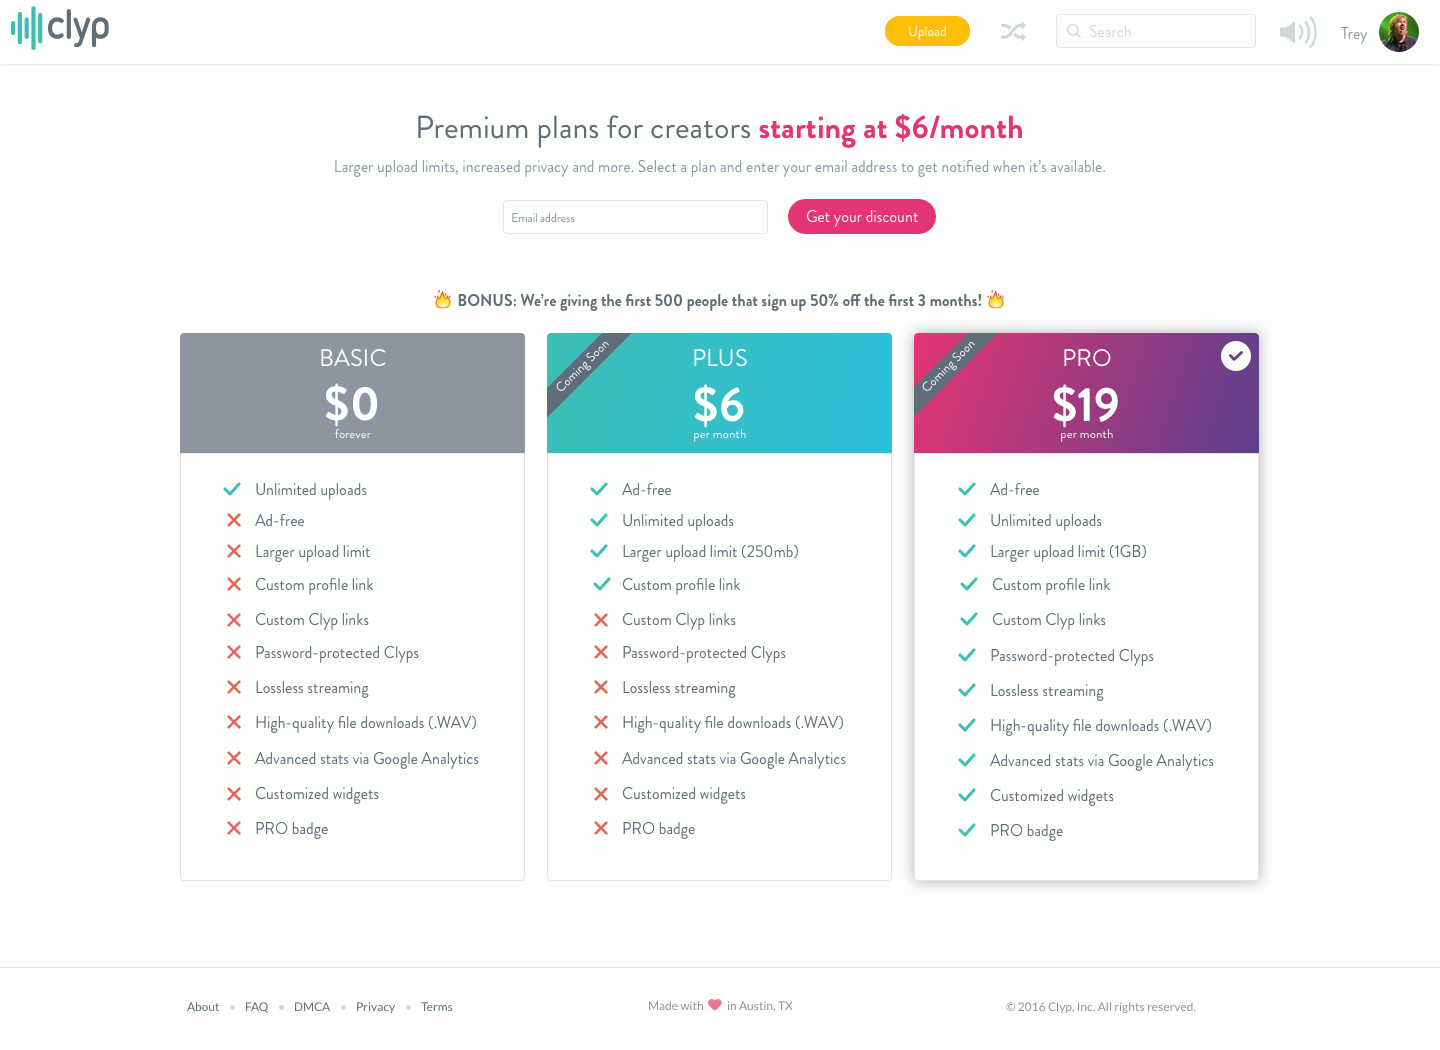 clyp
Upload
Search
Trey
Premium plans for creators starting at $6/month
Larger upload limits, increased privacy and more. Select a plan and enter your email address to get notified when it’s available.
Email address
Get your discount
BONUS: We’re giving the first 500 people that sign up 50% off the first 3 months!
BASIC
$0
forever
Unlimited uploads
Ad-free
Larger upload limit
Custom profile link
Custom Clyp links
Password-protected Clyps
Lossless streaming
High-quality file downloads (.WAV)
Advanced stats via Google Analytics
Customized widgets
PRO badge
Coming Soon
PLUS
$6
per month
Ad-free
Unlimited uploads
Larger upload limit (250mb)
Custom profile link
Custom Clyp links
Password-protected Clyps
Lossless streaming
High-quality file downloads (.WAV)
Advanced stats via Google Analytics
Customized widgets
PRO badge
Coming Soon
PRO
$19
per month
Ad-free
Unlimited uploads
Larger upload limit (1GB)
Custom profile link
Custom Clyp links
Password-protected Clyps
Lossless streaming
High-quality file downloads (.WAV)
Advanced stats via Google Analytics
Customized widgets
PRO badge
About • FAQ • DMCA • Privacy • Terms
Made with ❤ in Austin, TX
© 2016 Clyp, Inc. All rights reserved.